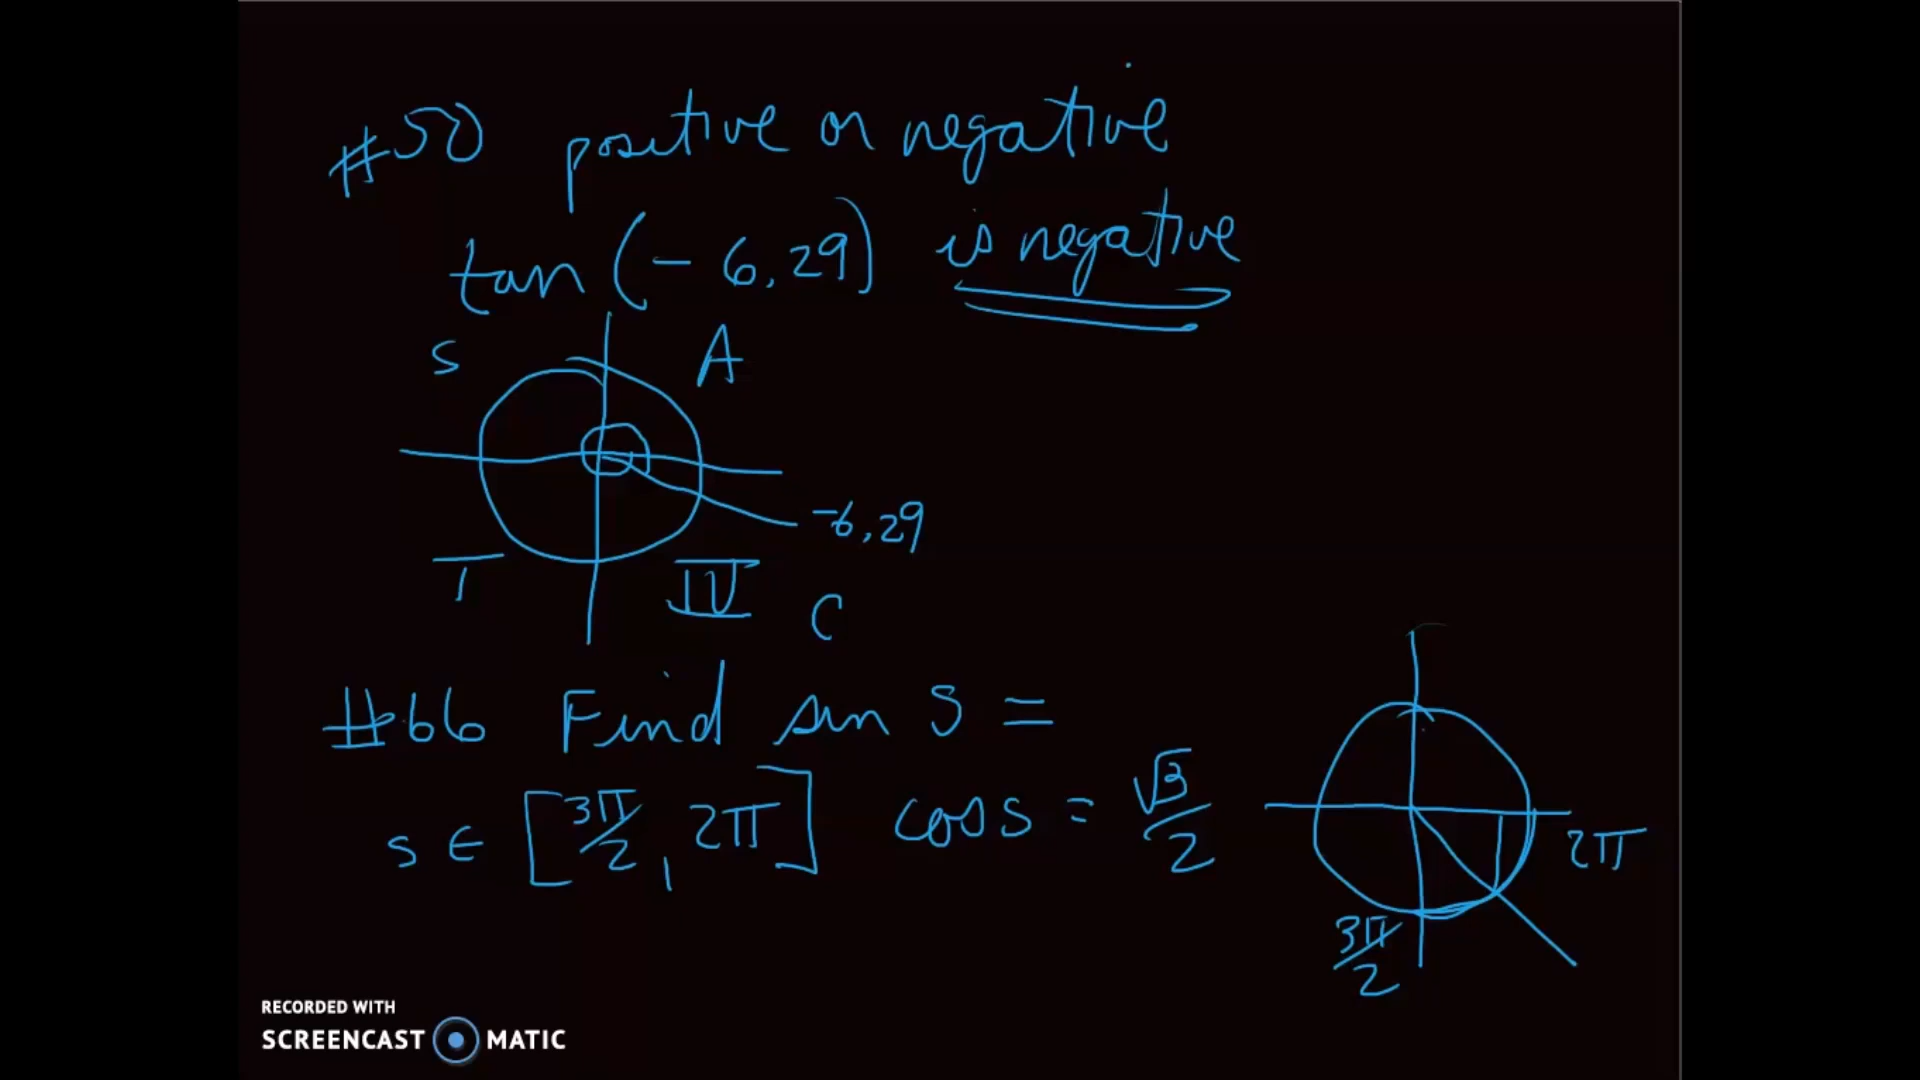 #50 positive or negative
tan (- 6.29) is negative
S A
-6.29
T IV C
#66 Find sin s =
s ∈ [3π/2, 2π] cos s = √3/2
2π
3π/2
RECORDED WITH
SCREENCAST MATIC